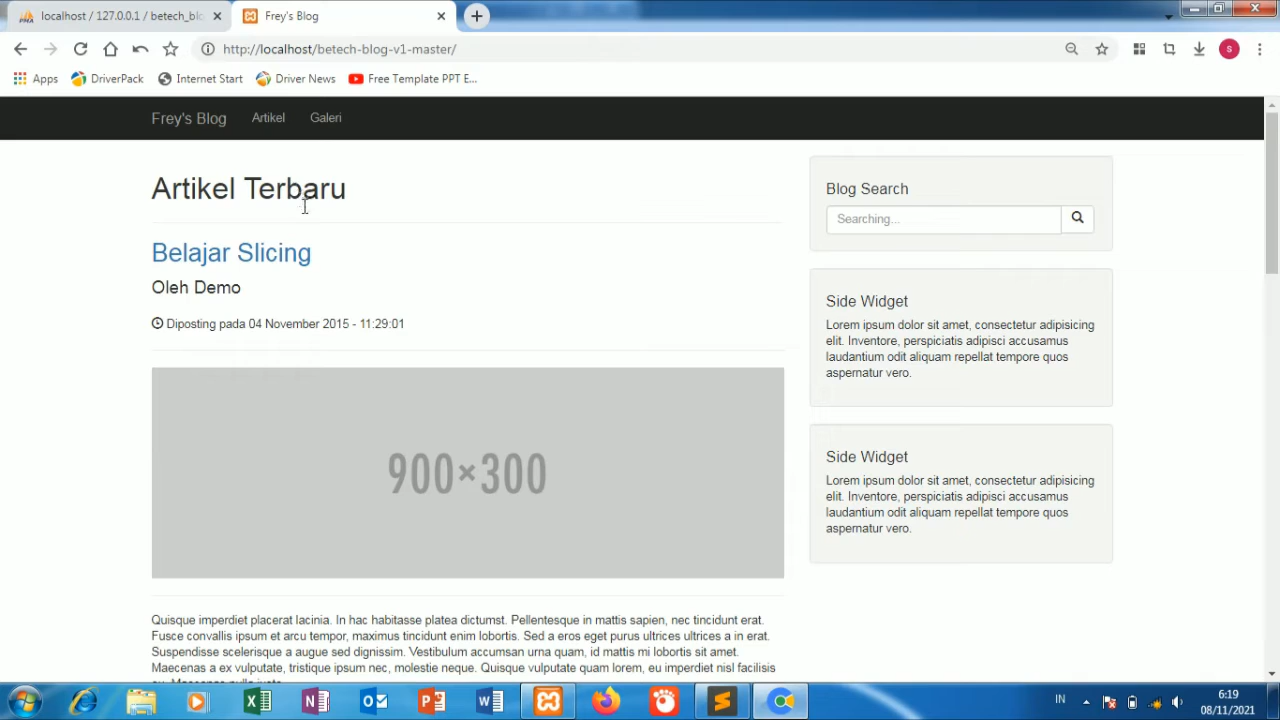 localhost / 127.0.0.1 / betech_blo
Frey's Blog
http://localhost/betech-blog-v1-master/
S
Apps
DriverPack
Internet Start
Driver News
Free Template PPT E...
Frey's Blog
Artikel
Galeri
Artikel Terbaru
Belajar Slicing
Oleh Demo
Diposting pada 04 November 2015 - 11:29:01
900×300
Quisque imperdiet placerat lacinia. In hac habitasse platea dictumst. Pellentesque in mattis sapien, nec tincidunt erat.
Fusce convallis ipsum et arcu tempor, maximus tincidunt enim lobortis. Sed a eros eget purus ultrices ultrices a in erat.
Suspendisse scelerisque a augue sed dignissim. Vestibulum accumsan urna quam, id mattis mi lobortis sit amet.
Maecenas a ex vulputate, tristique ipsum nec, molestie neque. Quisque vulputate quam lorem, eu imperdiet nisl facilisis
Blog Search
Searching...
Side Widget
Lorem ipsum dolor sit amet, consectetur adipisicing
elit. Inventore, perspiciatis adipisci accusamus
laudantium odit aliquam repellat tempore quos
aspernatur vero.
Side Widget
Lorem ipsum dolor sit amet, consectetur adipisicing
elit. Inventore, perspiciatis adipisci accusamus
laudantium odit aliquam repellat tempore quos
aspernatur vero.
IN
6:19
08/11/2021